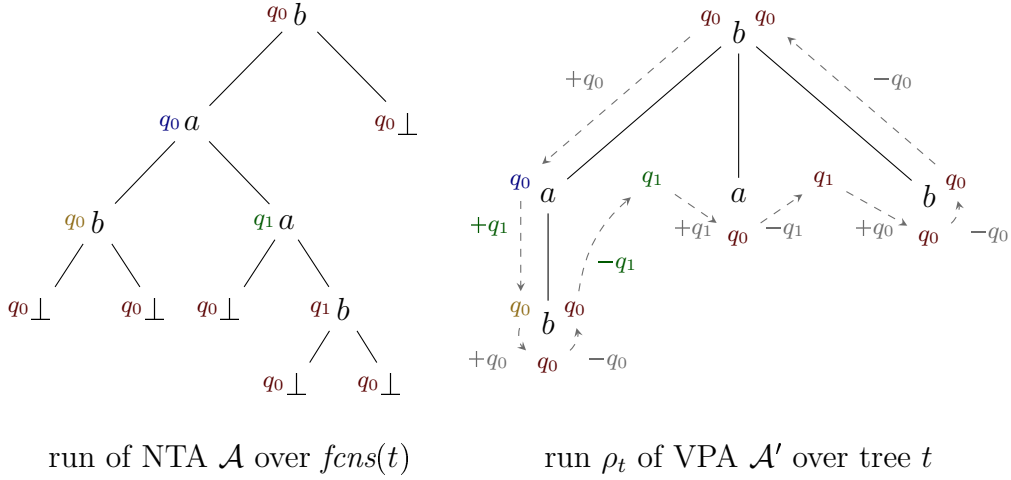 q₀ b
q₀ a q₀ ⊥
q₀ b q₁ a
q₀ ⊥ q₀ ⊥ q₀ ⊥ q₁ b
q₀ ⊥ q₀ ⊥
run of NTA 𝒜 over fcns(t)
q₀ b q₀
+q₀ −q₀
q₀ a q₁ a q₁ b q₀
+q₁ +q₁ q₀ −q₁ +q₀ q₀ −q₀
−q₁
q₀ b q₀
+q₀ q₀ −q₀
run ρₜ of VPA 𝒜′ over tree t